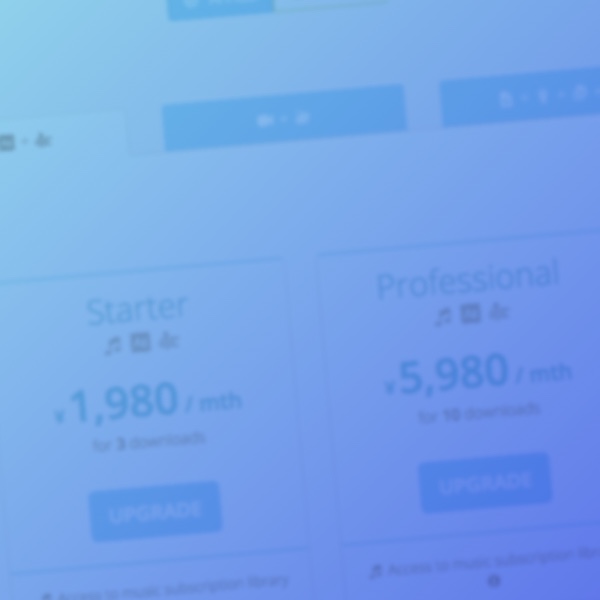 Starter
¥1,980 / mth
for 3 downloads
UPGRADE
Access to music subscription library
Professional
¥5,980 / mth
for 10 downloads
UPGRADE
Access to music subscription